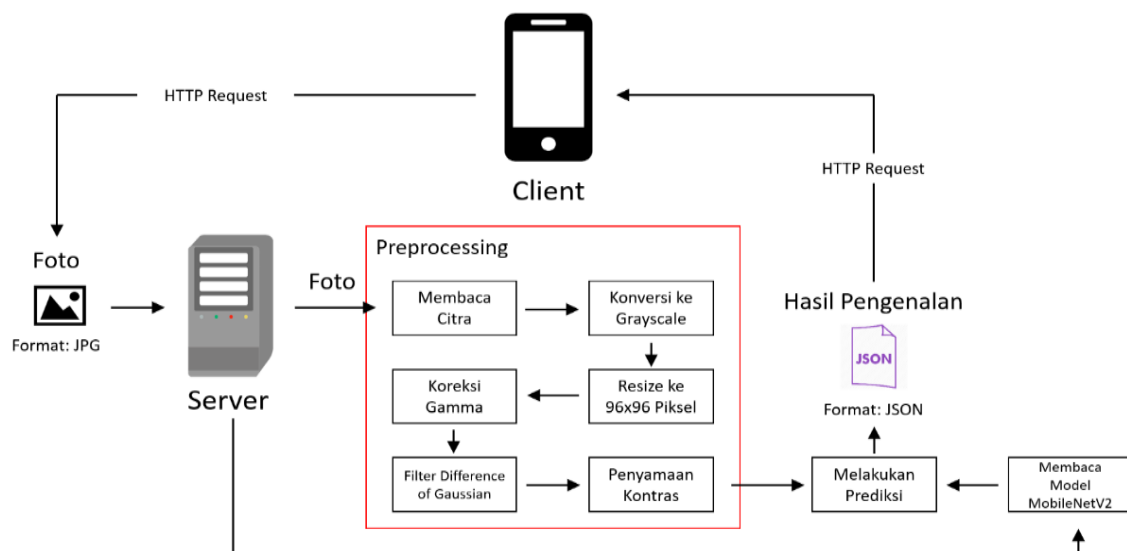 HTTP Request
Client
HTTP Request
Foto
Format: JPG
Server
Foto
Preprocessing
Membaca
Citra
Konversi ke
Grayscale
Koreksi
Gamma
Resize ke
96x96 Piksel
Filter Difference
of Gaussian
Penyamaan
Kontras
Hasil Pengenalan
JSON
Format: JSON
Melakukan
Prediksi
Membaca
Model
MobileNetV2